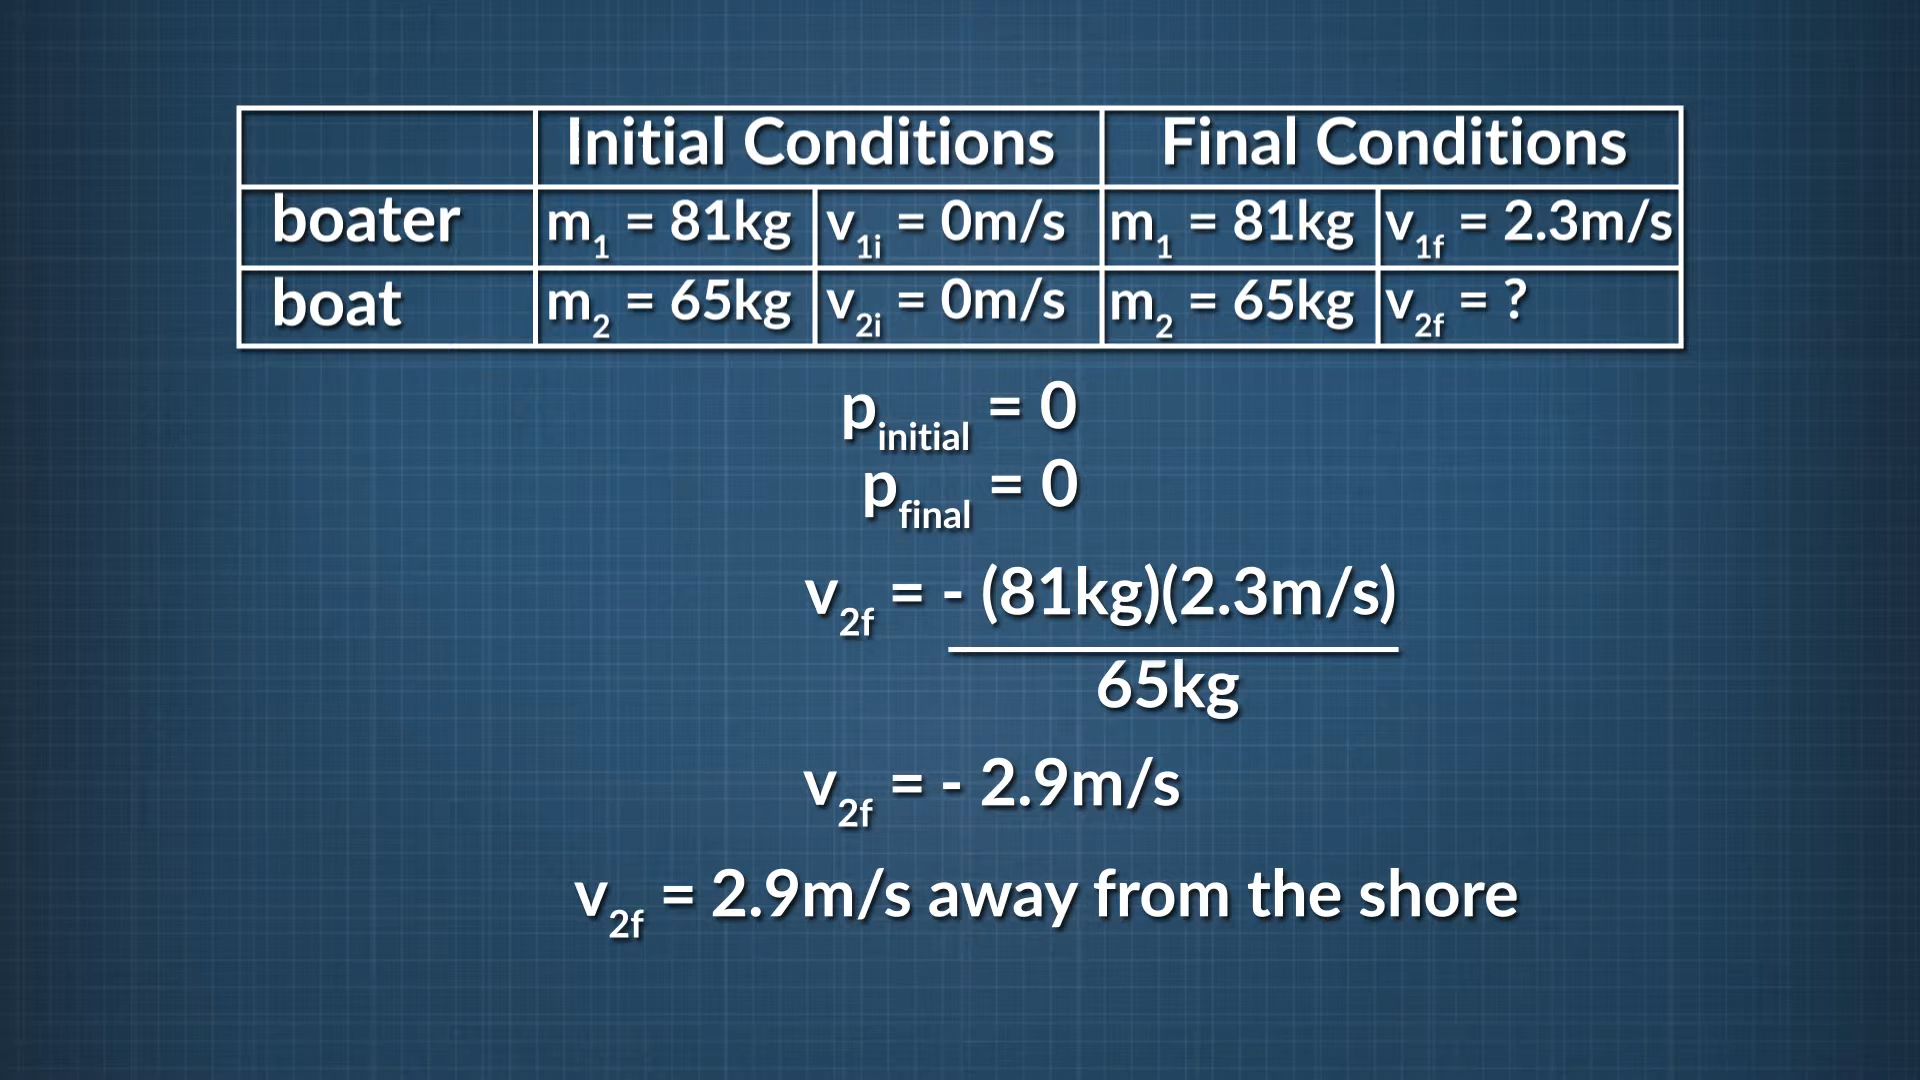 Initial Conditions Final Conditions
boater m₁ = 81kg v₁ᵢ = 0m/s m₁ = 81kg v1f = 2.3m/s
boat m₂ = 65kg v₂ᵢ = 0m/s m₂ = 65kg v2f = ?
pinitial = 0
pfinal = 0
v2f = - (81kg)(2.3m/s)
65kg
v2f = - 2.9m/s
v2f = 2.9m/s away from the shore